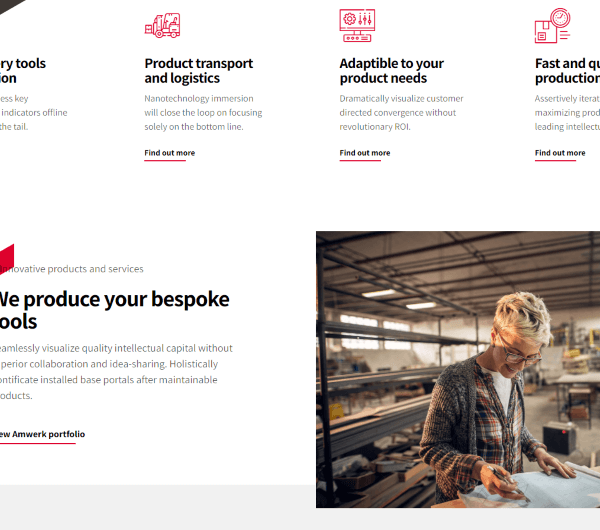 ry tools
ion
ess key
indicators offline
the tail.
Product transport
and logistics
Nanotechnology immersion
will close the loop on focusing
solely on the bottom line.
Find out more
Adaptible to your
product needs
Dramatically visualize customer
directed convergence without
revolutionary ROI.
Find out more
Fast and qu
production
Assertively iterat
maximizing prod
leading intellectu
Find out more
innovative products and services
We produce your bespoke
ools
eamlessly visualize quality intellectual capital without
perior collaboration and idea-sharing. Holistically
ontificate installed base portals after maintainable
oducts.
ew Amwerk portfolio